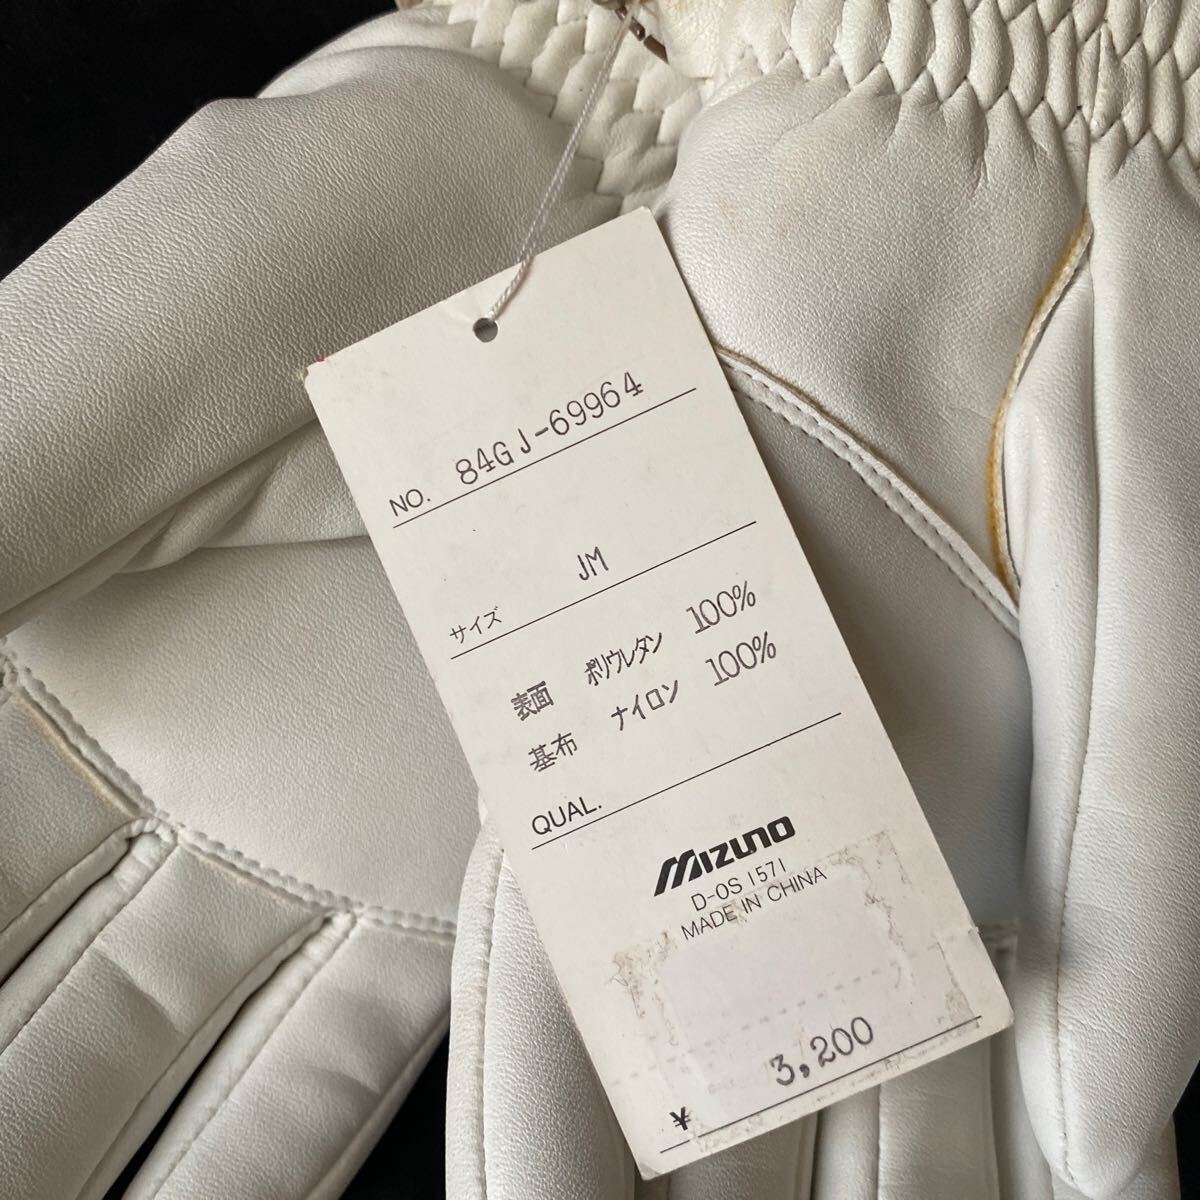 NO. 84GJ-69964
サイズ JM
表面 ポリウレタン 100%
基布 ナイロン 100%
QUAL.
MIZUNO
D-OS 1571
MADE IN CHINA
¥ 3,200